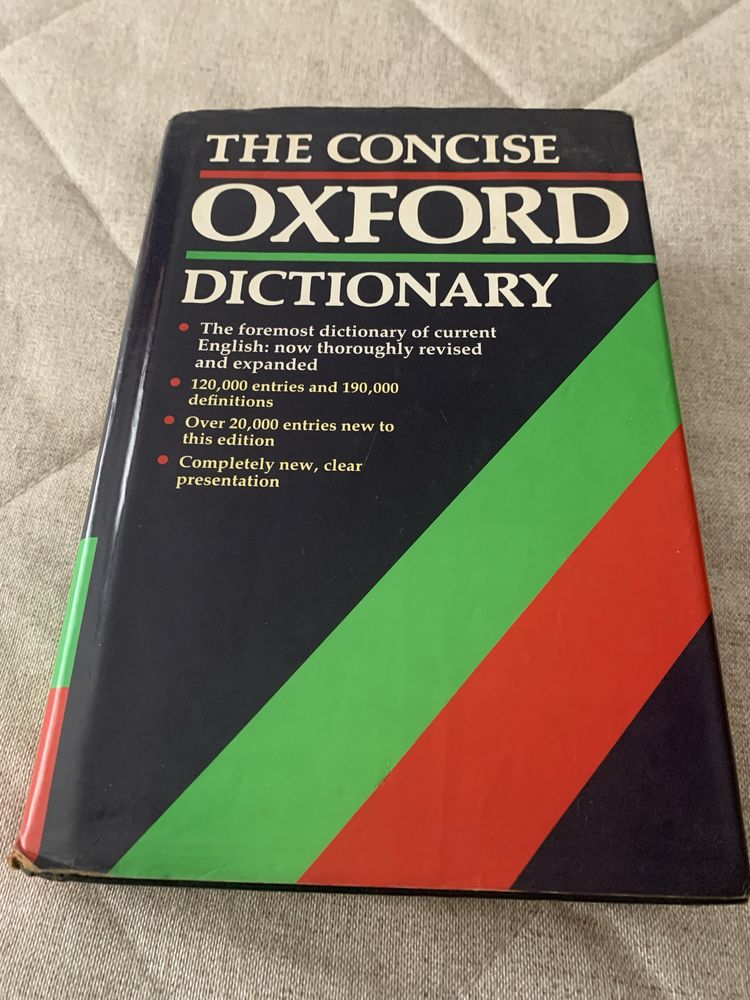 THE CONCISE
OXFORD
DICTIONARY
• The foremost dictionary of current
English: now thoroughly revised
and expanded
• 120,000 entries and 190,000
definitions
• Over 20,000 entries new to
this edition
• Completely new, clear
presentation